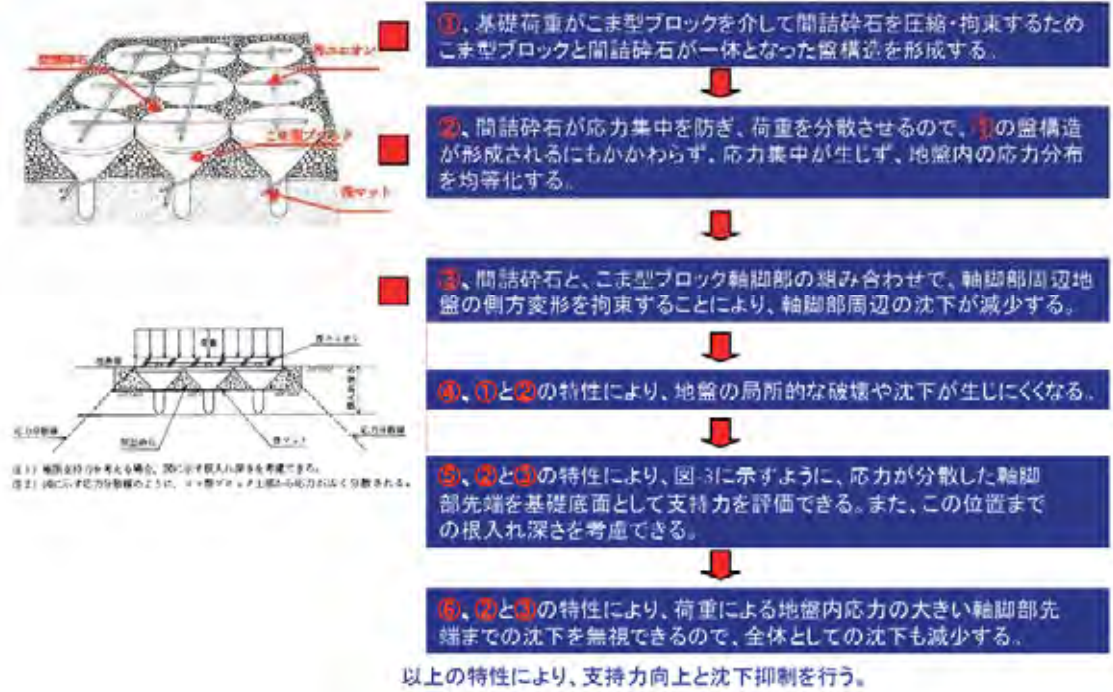 ①、基礎荷重がこま型ブロックを介して間詰砕石を圧縮・拘束するため
こま型ブロックと間詰砕石が一体となった盤構造を形成する。
間詰砕石
こま型ブロック
筋マット
②、間詰砕石が応力集中を防ぎ、荷重を分散させるので、①の盤構造
が形成されるにもかかわらず、応力集中が生じず、地盤内の応力分布
を均等化する。
③、間詰砕石と、こま型ブロック軸脚部の組み合わせで、軸脚部周辺地
盤の側方変形を拘束することにより、軸脚部周辺の沈下が減少する。
荷重
応力分散線
間詰砕石
筋マット
応力分散線
④、①と②の特性により、地盤の局所的な破壊や沈下が生じにくくなる。
⑤、②と③の特性により、図-3に示すように、応力が分散した軸脚
部先端を基礎底面として支持力を評価できる。また、この位置まで
の根入れ深さを考慮できる。
⑥、②と③の特性により、荷重による地盤内応力の大きい軸脚部先
端までの沈下を無視できるので、全体としての沈下も減少する。
以上の特性により、支持力向上と沈下抑制を行う。